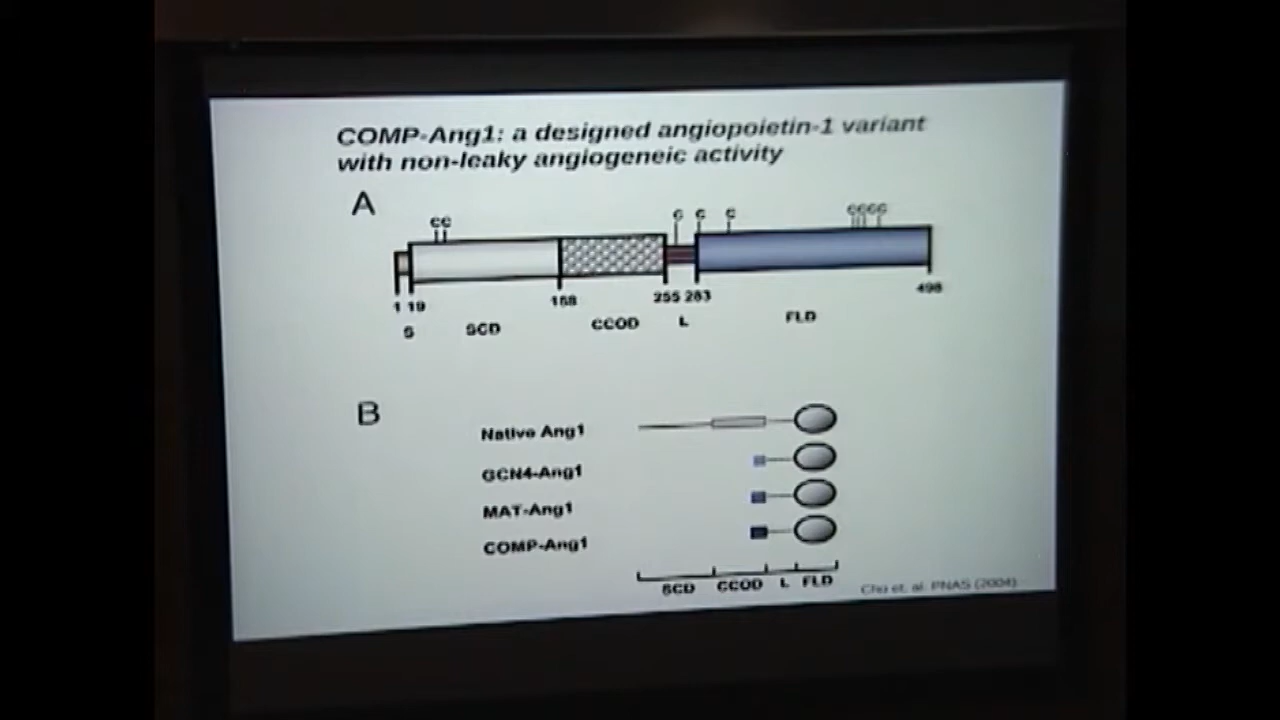 COMP-Ang1: a designed angiopoietin-1 variant
with non-leaky angiogeneic activity
A
CC
C C C
CCCC
1 19
158
255 283
498
S
SCD
CCOD
L
FLD
B
Native Ang1
GCN4-Ang1
MAT-Ang1
COMP-Ang1
SCD CCOD L FLD
Cho et. al. PNAS (2004)